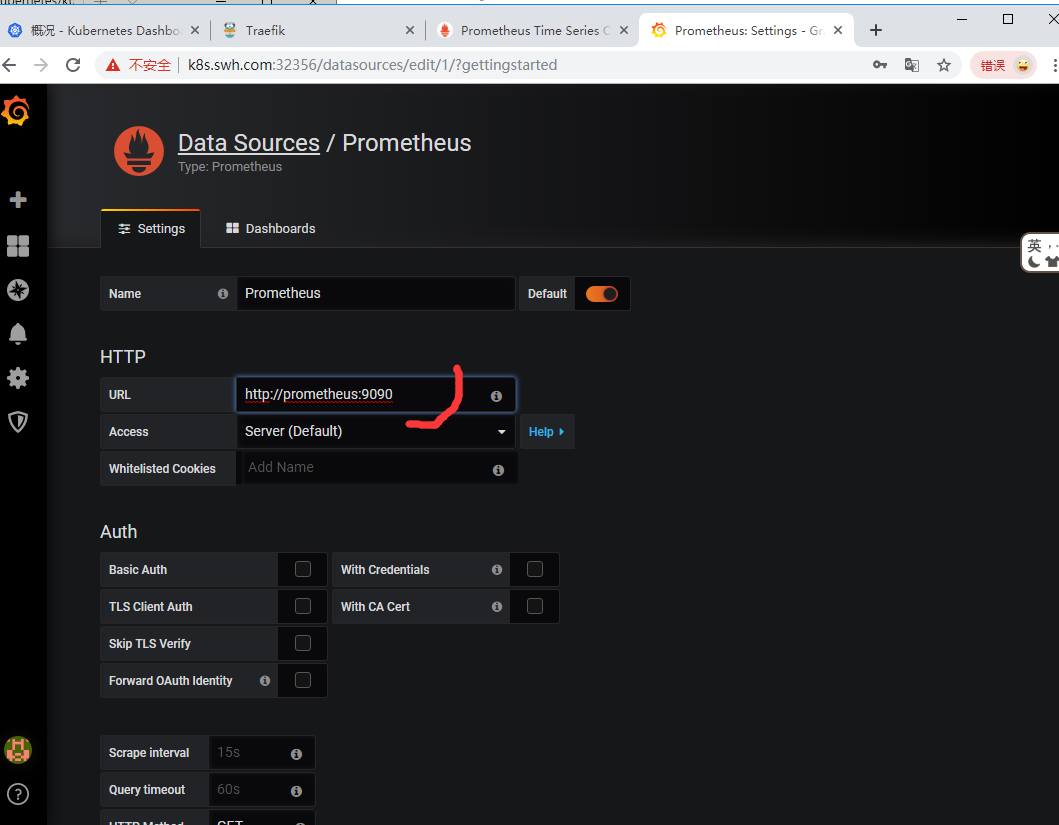 概况 - Kubernetes Dashbo
Traefik
Prometheus Time Series C
Prometheus: Settings - Gr
不安全
k8s.swh.com:32356/datasources/edit/1/?gettingstarted
错误
Data Sources / Prometheus
Type: Prometheus
Settings
Dashboards
英
Name
Prometheus
Default
HTTP
URL
http://prometheus:9090
Access
Server (Default)
Help
Whitelisted Cookies
Add Name
Auth
Basic Auth
With Credentials
TLS Client Auth
With CA Cert
Skip TLS Verify
Forward OAuth Identity
Scrape interval
15s
Query timeout
60s
HTTP Method
GET